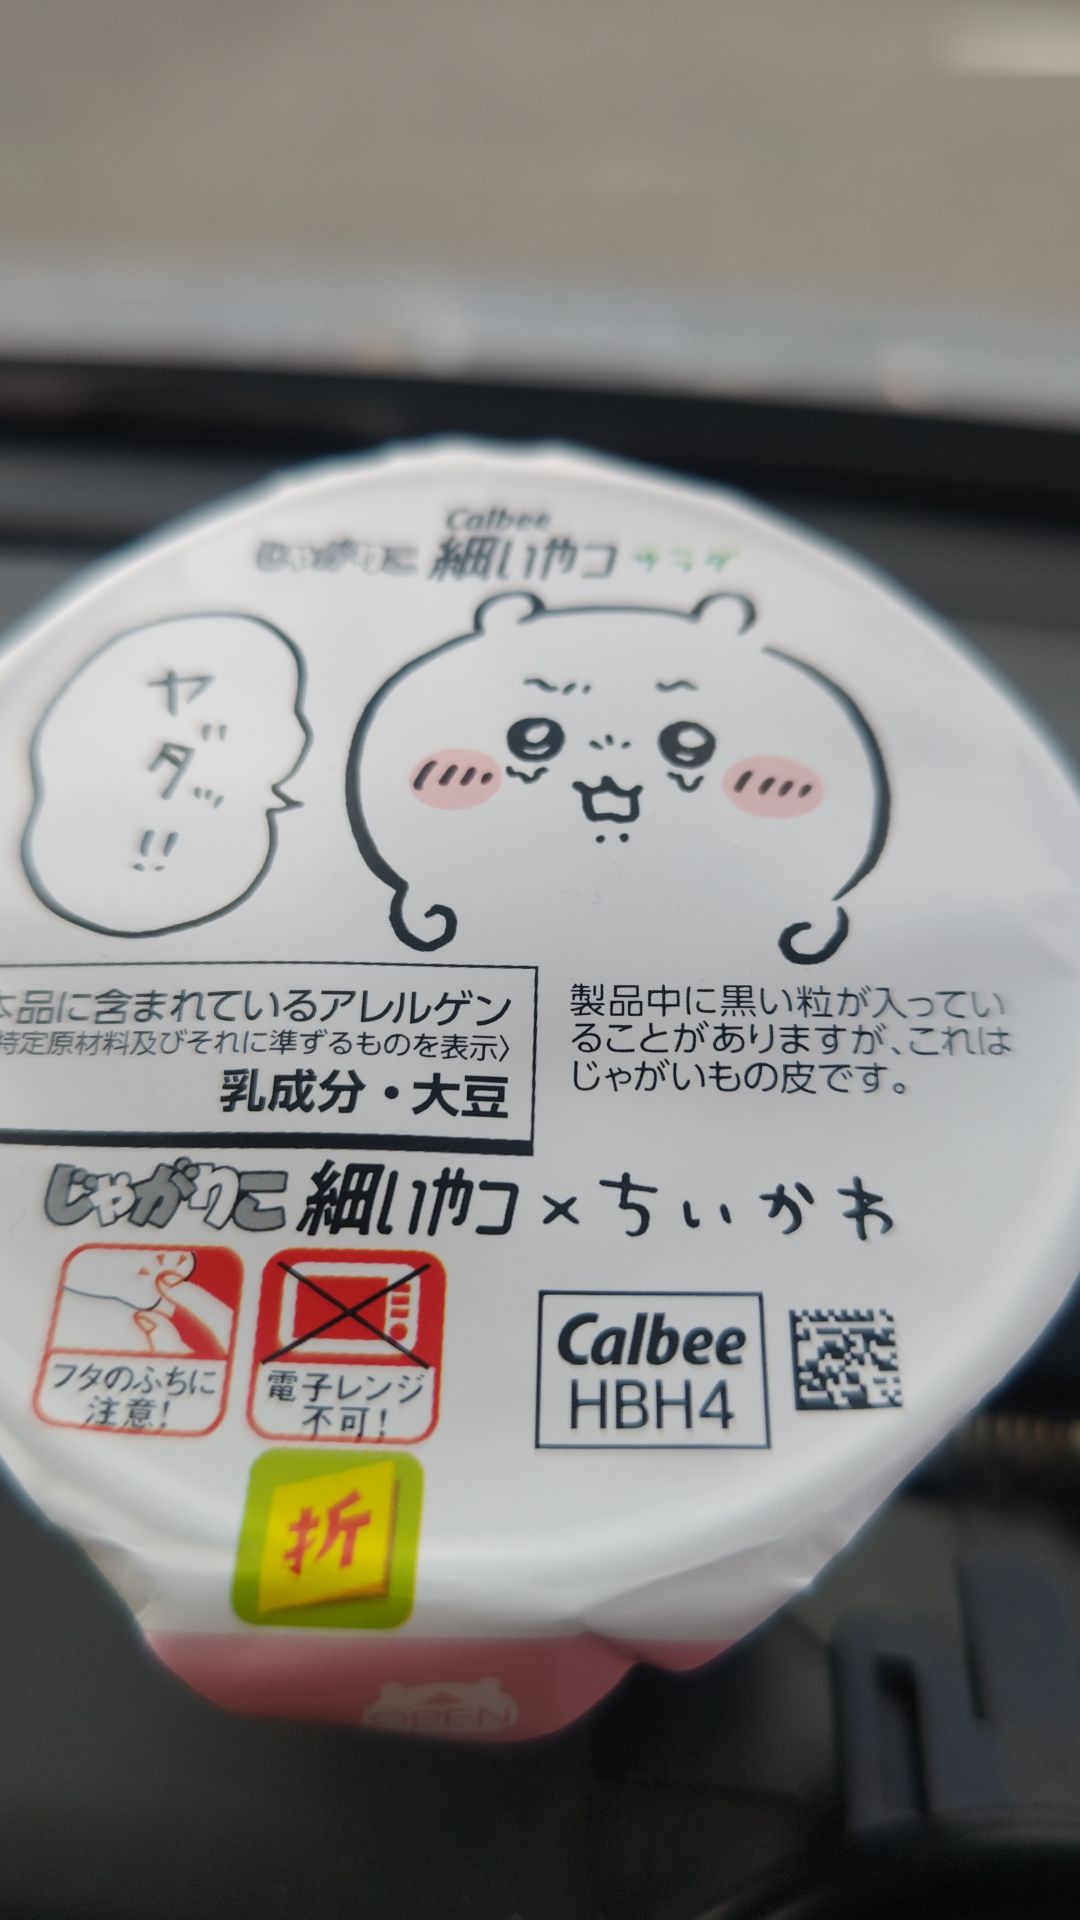 Calbee
じゃがりこ 細いやつ サラダ
ヤダッ!!
本品に含まれているアレルゲン
特定原材料及びそれに準ずるものを表示〉
乳成分・大豆
製品中に黒い粒が入ってい
ることがありますが、これは
じゃがいもの皮です。
じゃがりこ 細いやつ×ちいかわ
フタのふちに
注意!
電子レンジ
不可!
Calbee
HBH4
折
OPEN